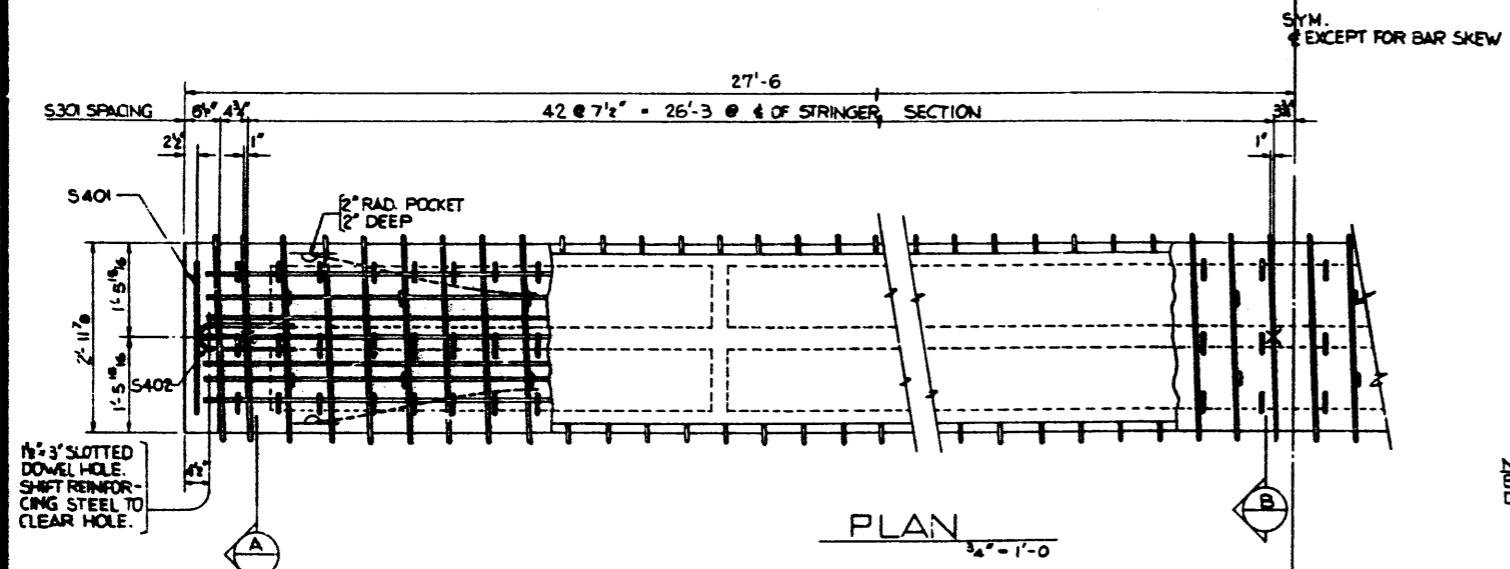 SYM.
℄ EXCEPT FOR BAR SKEW
27'-6
S301 SPACING 6½" 4¾" 42 @ 7½" = 26'-3 @ ℄ OF STRINGER SECTION 3¾"
2½" 1" 1"
S401
2" RAD. POCKET
2" DEEP
1'-5 15/16
2'-11⅞
1'-5 15/16
S402
1½"×3" SLOTTED
DOWEL HOLE.
SHIFT REINFOR-
CING STEEL TO
CLEAR HOLE.
4½"
A
B
PLAN
¾" = 1'-0